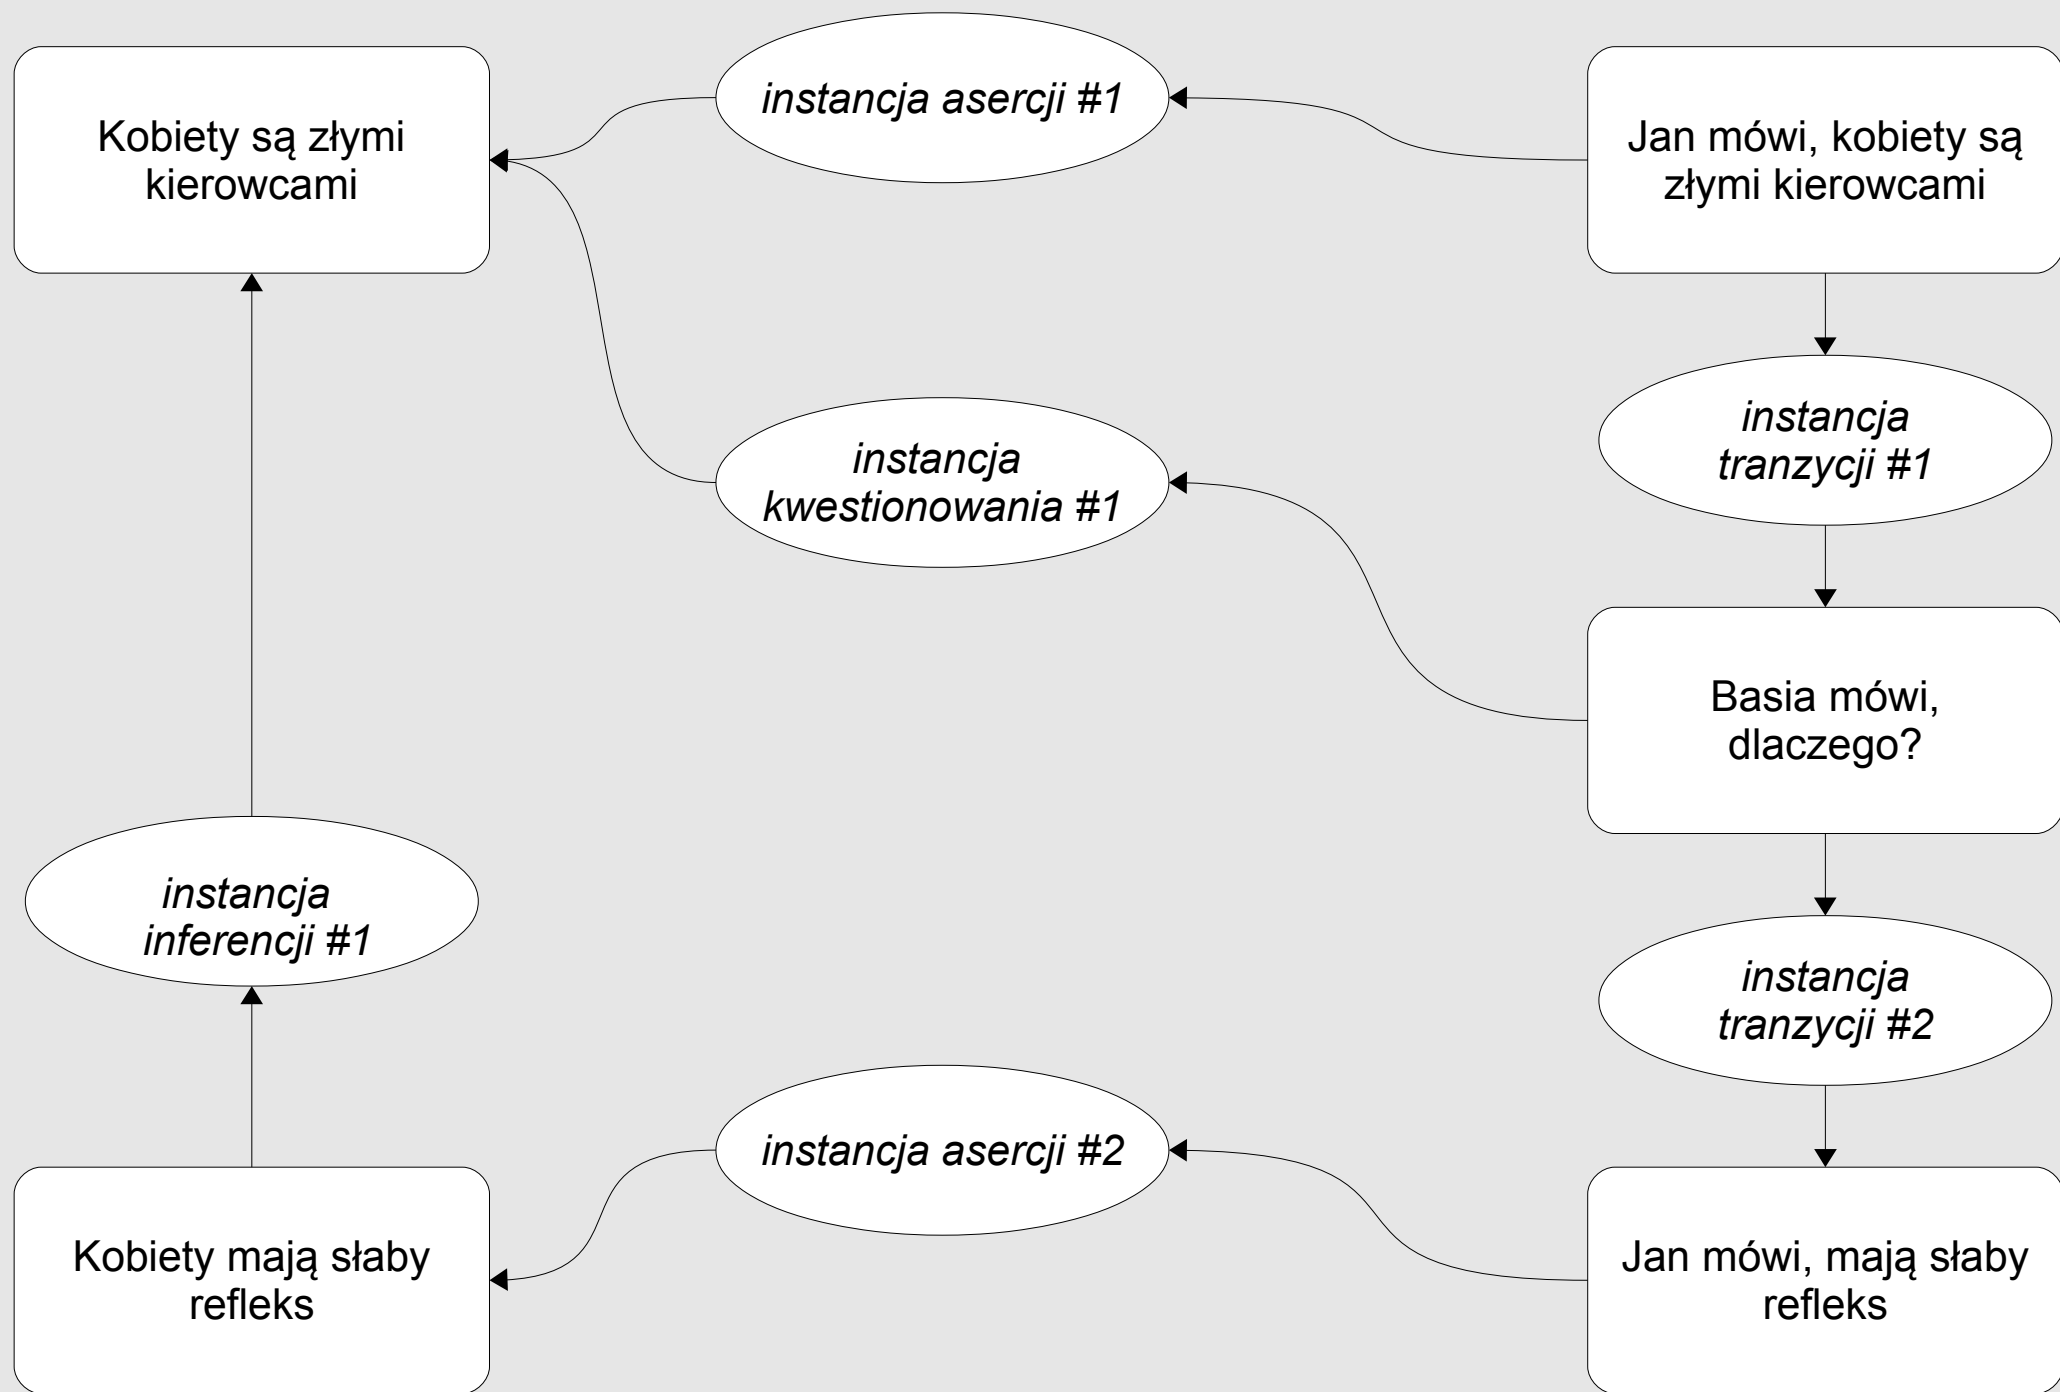 Kobiety są złymi
kierowcami
instancja asercji #1
Jan mówi, kobiety są
złymi kierowcami
instancja
tranzycji #1
instancja
kwestionowania #1
Basia mówi,
dlaczego?
instancja
inferencji #1
instancja
tranzycji #2
instancja asercji #2
Kobiety mają słaby
refleks
Jan mówi, mają słaby
refleks